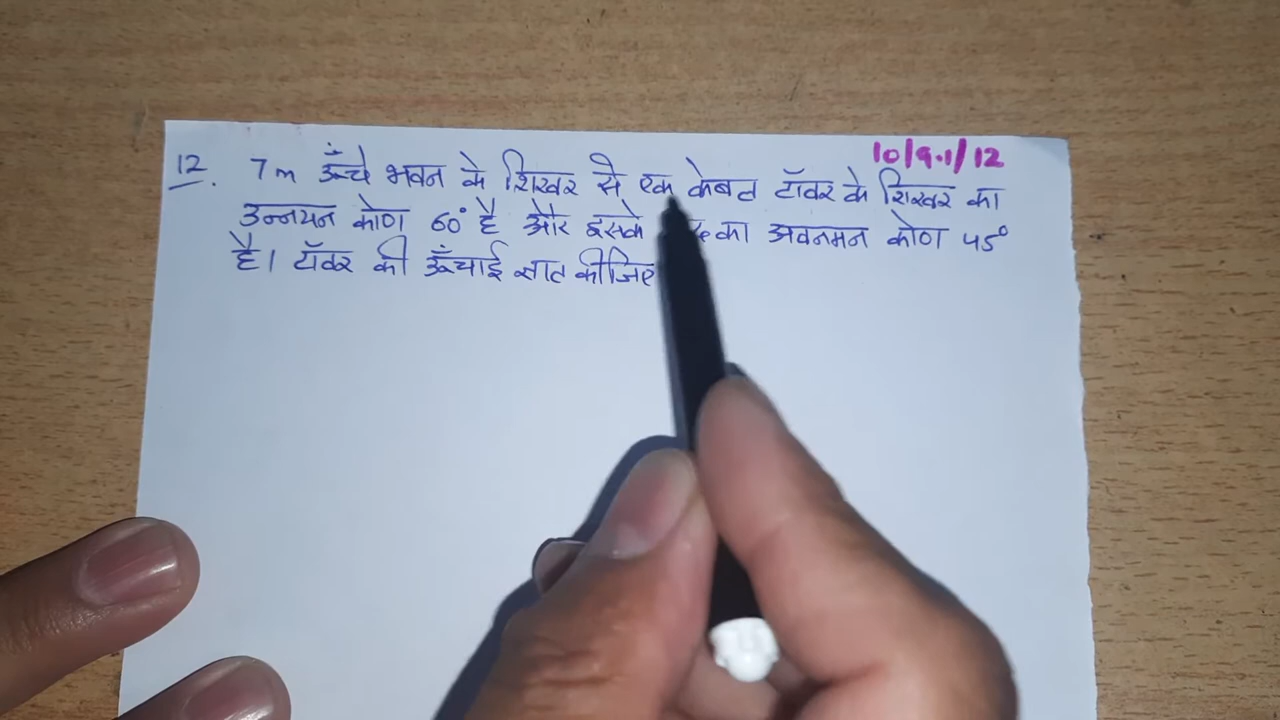 10/9.1/12
12. 7m ऊँचे भवन के शिखर से एक केबल टॉवर के शिखर का
उन्नयन कोण 60° है और इसके का अवनमन कोण 45°
है। टॉवर की ऊँचाई ज्ञात कीजिए